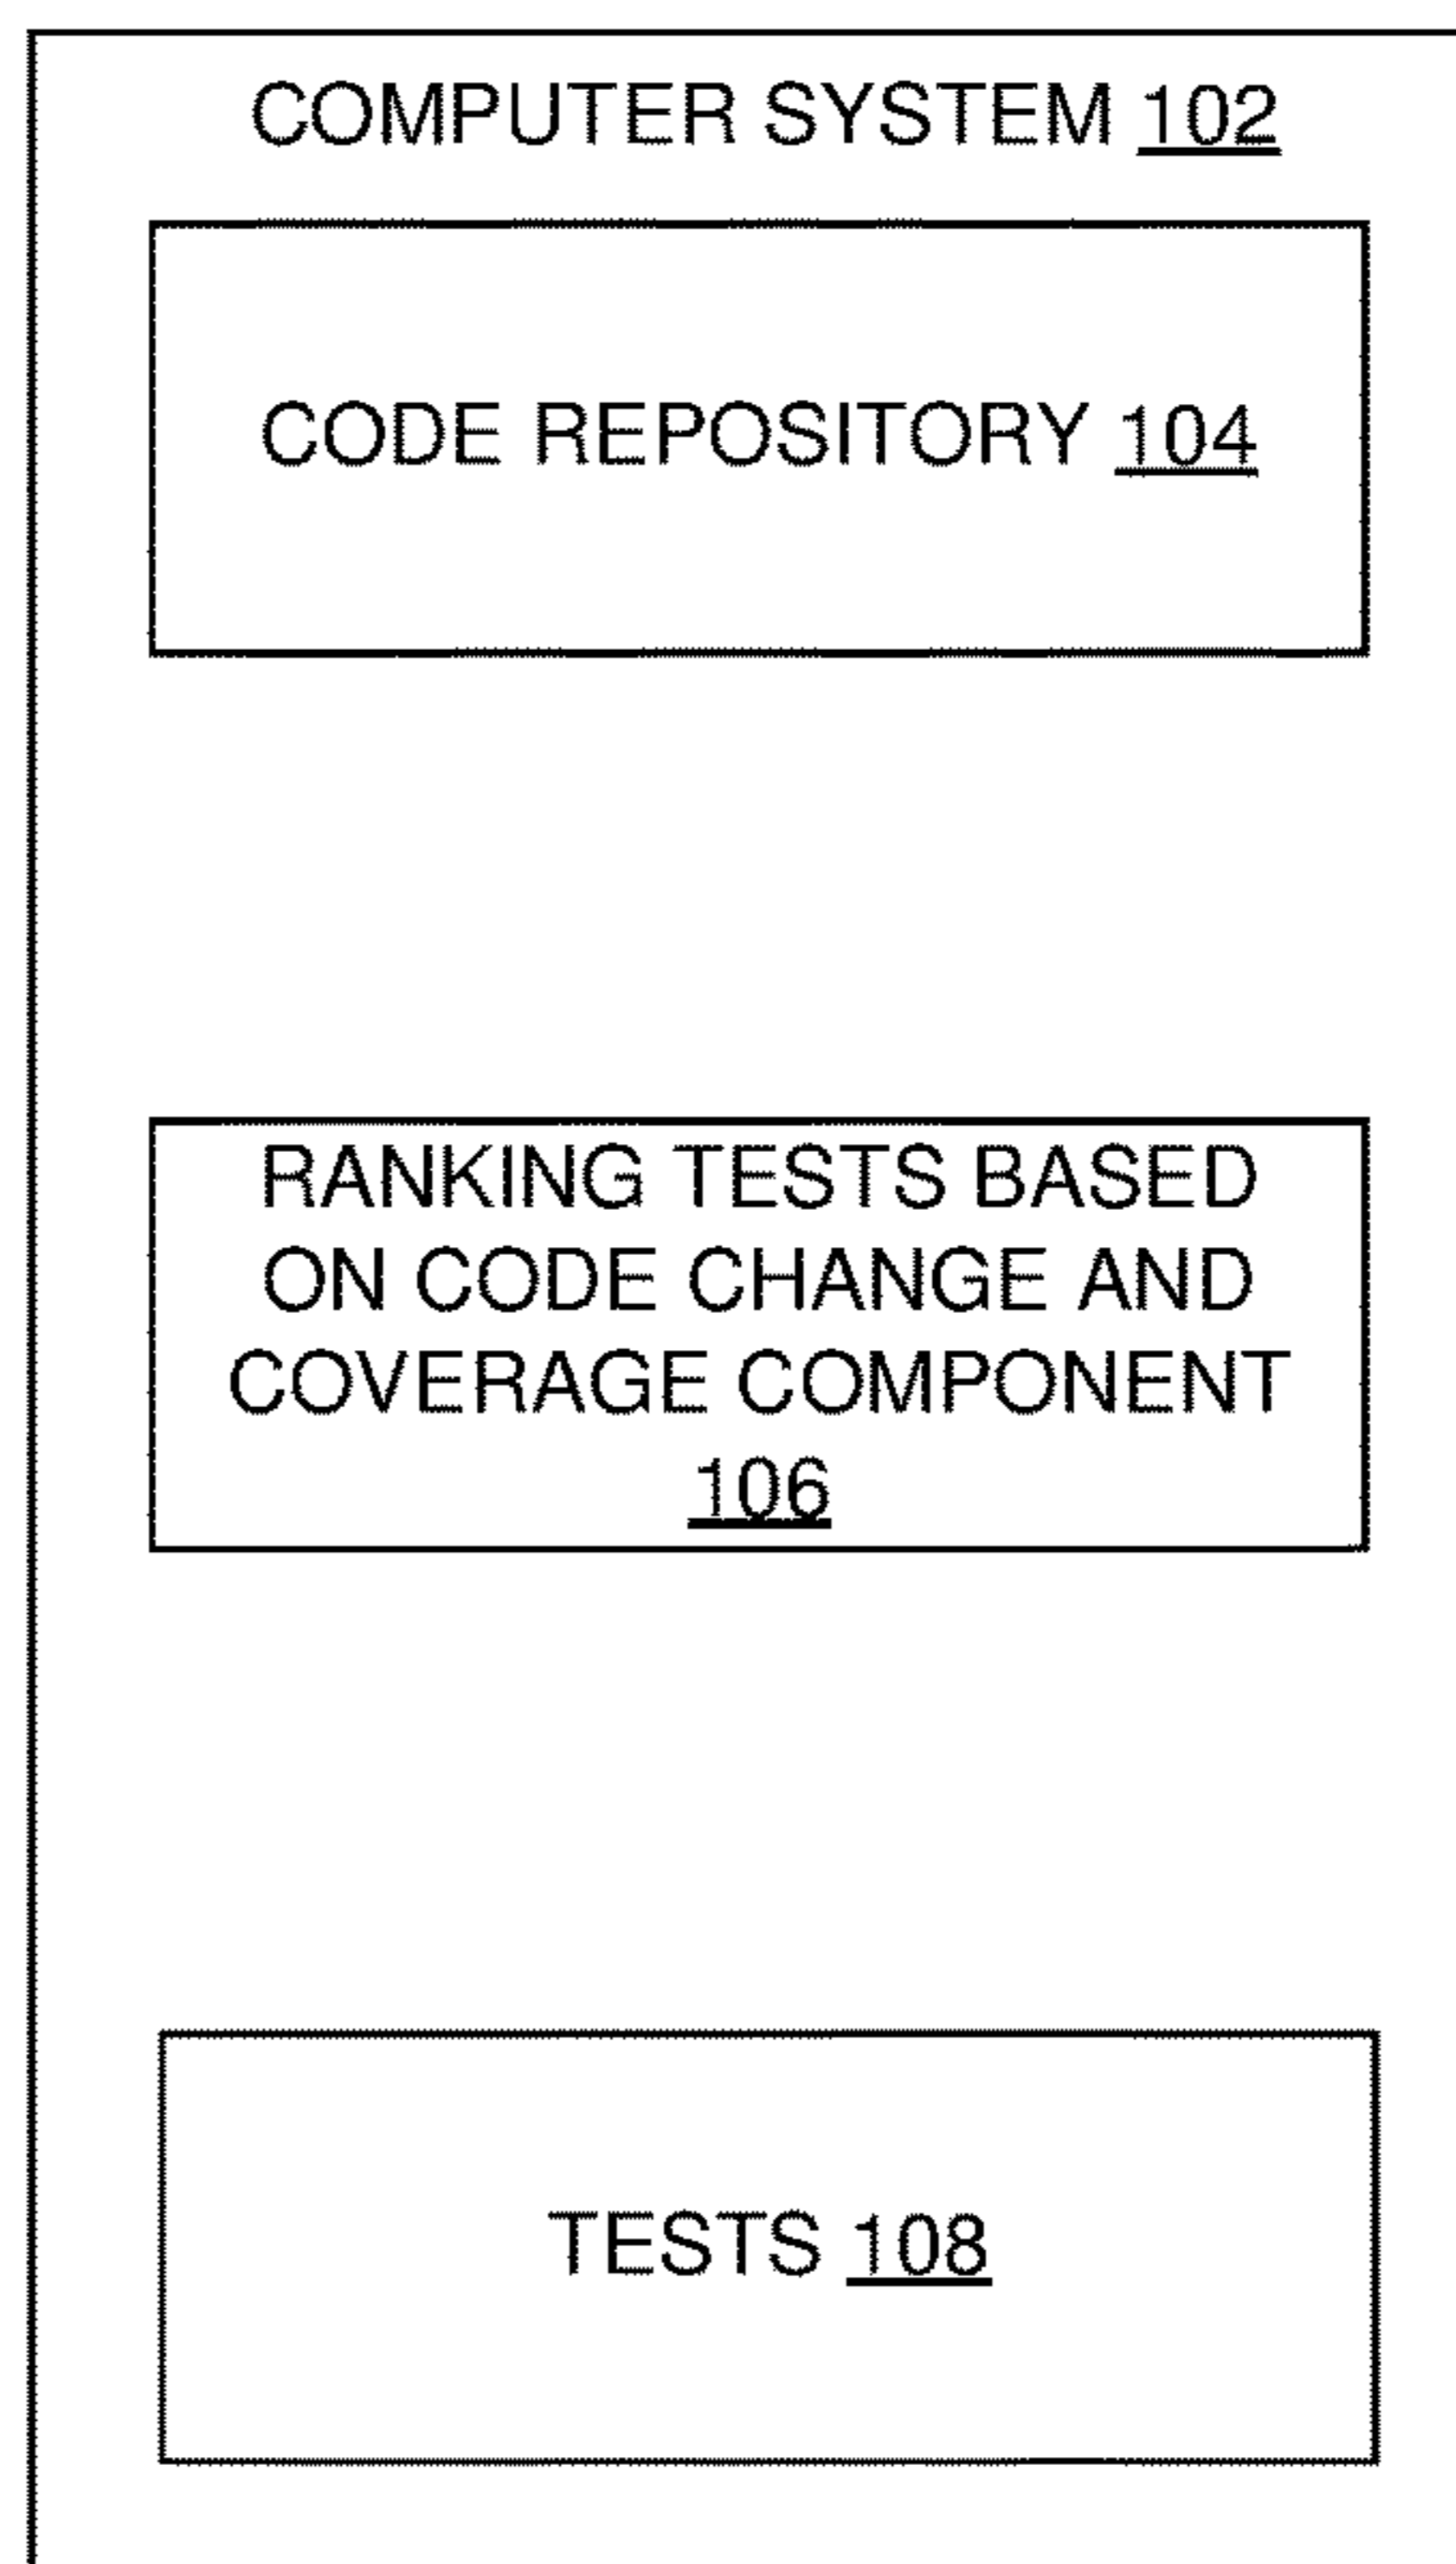 COMPUTER SYSTEM 102
CODE REPOSITORY 104
RANKING TESTS BASED
ON CODE CHANGE AND
COVERAGE COMPONENT
106
TESTS 108